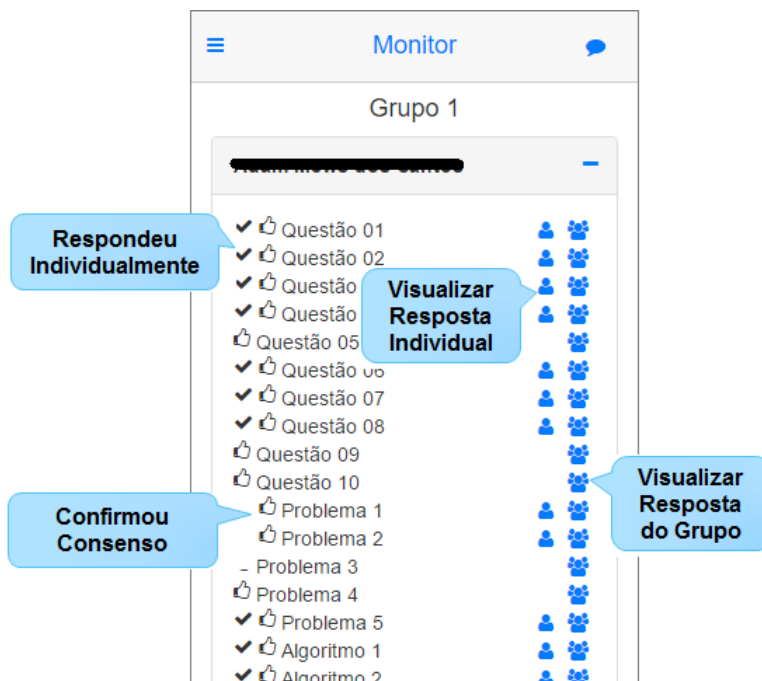 Monitor
Grupo 1
Questão 01
Respondeu
Individualmente
Questão 02
Questão
Visualizar
Resposta
Individual
Questão
Questão 05
Questão 06
Questão 07
Questão 08
Questão 09
Questão 10
Visualizar
Resposta
do Grupo
Problema 1
Confirmou
Consenso
Problema 2
Problema 3
Problema 4
Problema 5
Algoritmo 1
Algoritmo 2